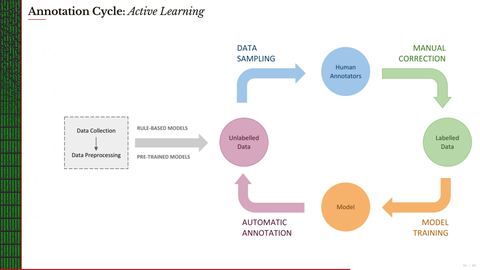 Annotation Cycle: Active Learning
DATA
SAMPLING
MANUAL
CORRECTION
Human
Annotators
Data Collection
Data Preprocessing
RULE-BASED MODELS
PRE-TRAINED MODELS
Unlabelled
Data
Labelled
Data
Model
AUTOMATIC
ANNOTATION
MODEL
TRAINING